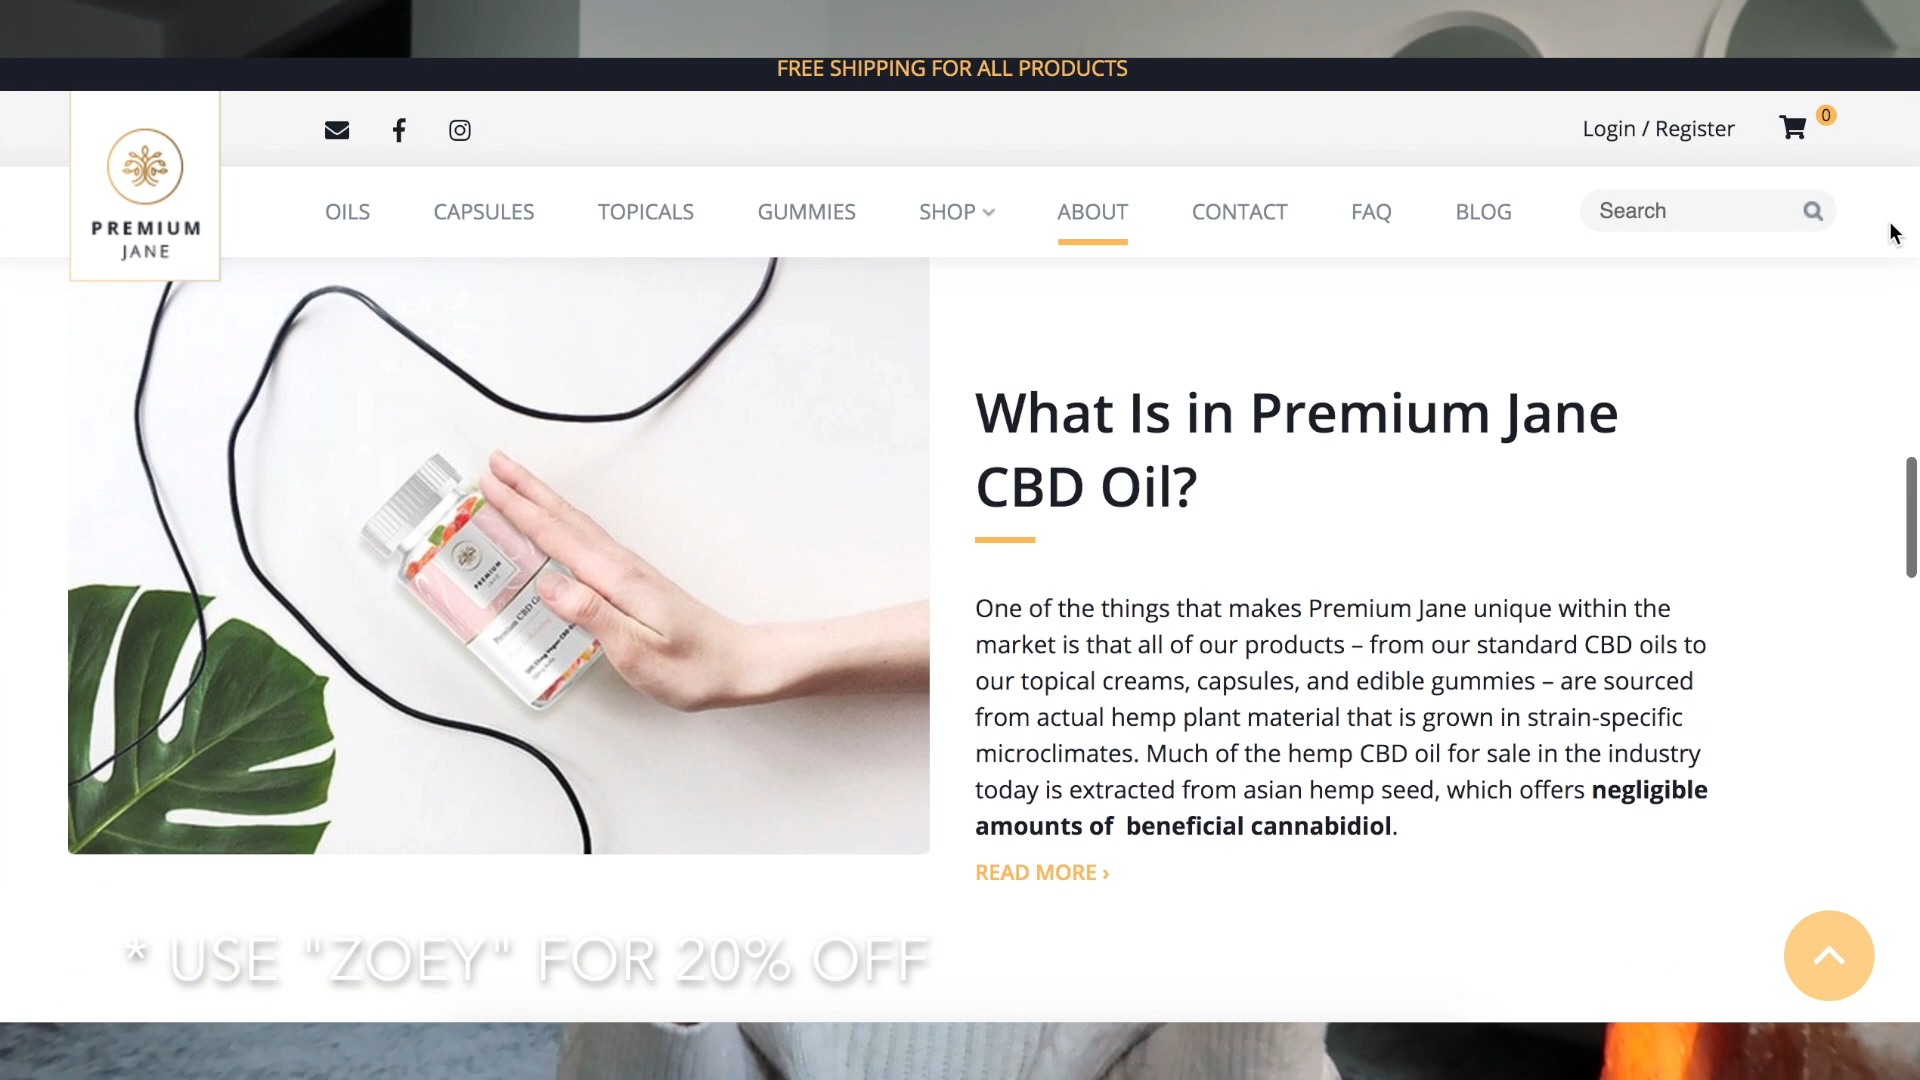 FREE SHIPPING FOR ALL PRODUCTS
Login / Register
0
PREMIUM
JANE
OILS
CAPSULES
TOPICALS
GUMMIES
SHOP
ABOUT
CONTACT
FAQ
BLOG
Search
What Is in Premium Jane
CBD Oil?
PREMIUM
JANE
Premium CBD
One of the things that makes Premium Jane unique within the
market is that all of our products – from our standard CBD oils to
our topical creams, capsules, and edible gummies – are sourced
from actual hemp plant material that is grown in strain-specific
microclimates. Much of the hemp CBD oil for sale in the industry
today is extracted from asian hemp seed, which offers negligible
amounts of  beneficial cannabidiol.
READ MORE ›
* USE "ZOEY" FOR 20% OFF